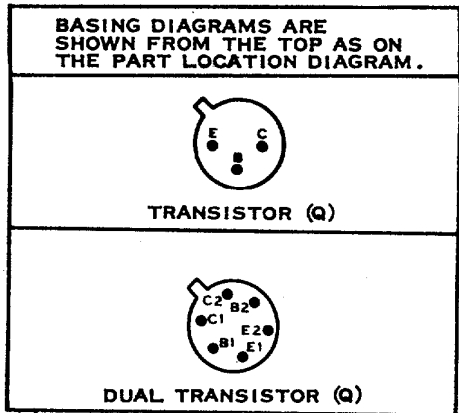 BASING DIAGRAMS ARE
SHOWN FROM THE TOP AS ON
THE PART LOCATION DIAGRAM.
E C
B
TRANSISTOR (Q)
C2 B2
C1
E2
B1 E1
DUAL TRANSISTOR (Q)